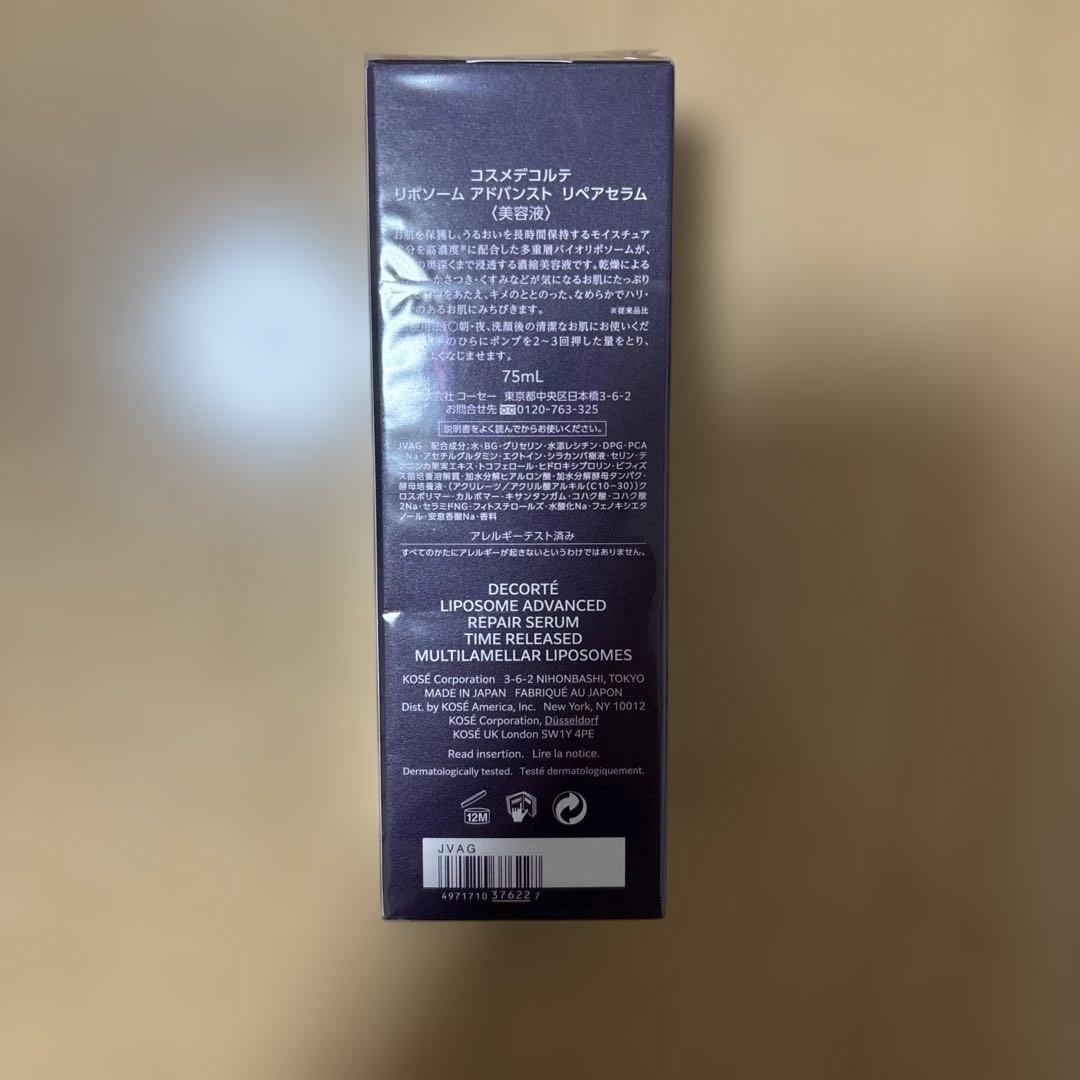 コスメデコルテ
リポソーム アドバンスト リペアセラム
〈美容液〉
お肌を保護し、うるおいを長時間保持するモイスチュア
成分を高濃度※に配合した多重層バイオリポソームが、
の奥深くまで浸透する濃縮美容液です。乾燥による
かさつき・くすみなどが気になるお肌にたっぷり
をあたえ、キメのととのった、なめらかでハリ・
のあるお肌にみちびきます。 ※従来品比
使用法 ○朝・夜、洗顔後の清潔なお肌にお使いくだ
のひらにポンプを2～3回押した量をとり、
よくなじませます。
75mL
コーセー 東京都中央区日本橋3-6-2
お問合せ先 0120-763-325
説明書をよく読んでからお使いください。
JVAG 配合成分;水・BG・グリセリン・水添レシチン・DPG・PCA
-Na・アセチルグルタミン・エクトイン・シラカンバ樹液・セリン・テ
ルミンカ果実エキス・トコフェロール・ヒドロキシプロリン・ビフィズ
ス菌培養溶解質・加水分解ヒアルロン酸・加水分解酵母タンパク・
酵母培養液・(アクリレーツ/アクリル酸アルキル(C10-30))ク
ロスポリマー・カルボマー・キサンタンガム・コハク酸・コハク酸
2Na・セラミドNG・フィトステロールズ・水酸化Na・フェノキシエタ
ノール・安息香酸Na・香料
アレルギーテスト済み
すべてのかたにアレルギーが起きないというわけではありません。
DECORTÉ
LIPOSOME ADVANCED
REPAIR SERUM
TIME RELEASED
MULTILAMELLAR LIPOSOMES
KOSÉ Corporation 3-6-2 NIHONBASHI, TOKYO
MADE IN JAPAN FABRIQUÉ AU JAPON
Dist. by KOSÉ America, Inc. New York, NY 10012
KOSÉ Corporation, Düsseldorf
KOSÉ UK London SW1Y 4PE
Read insertion. Lire la notice.
Dermatologically tested. Testé dermatologiquement.
12M
JVAG
4971710 37622 7